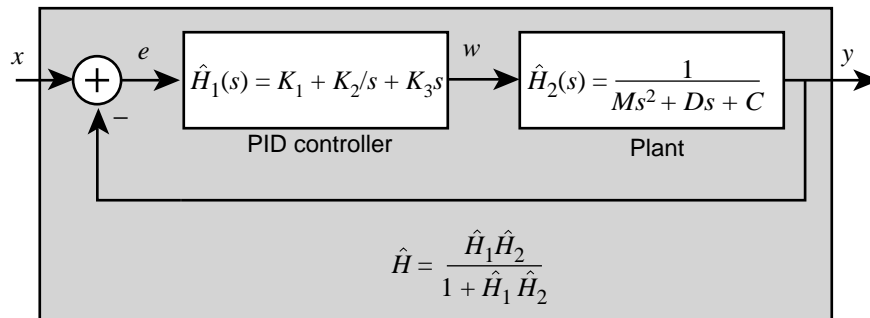 x
e
w
y
+
−
Ĥ₁(s) = K₁ + K₂/s + K₃s
Ĥ₂(s) = 1 / (Ms² + Ds + C)
PID controller
Plant
Ĥ = Ĥ₁Ĥ₂ / (1 + Ĥ₁Ĥ₂)